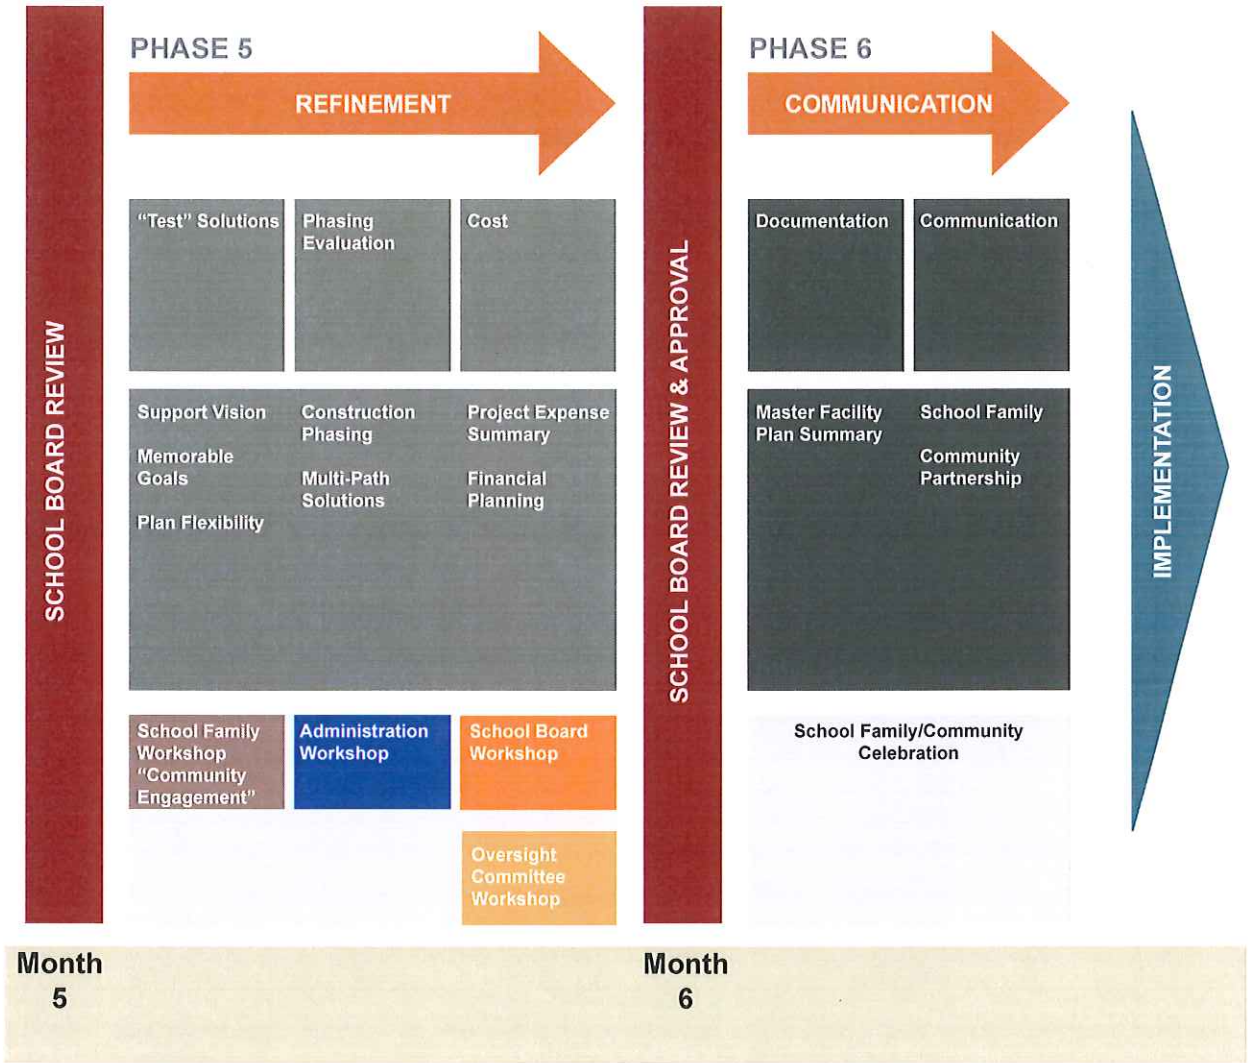 SCHOOL BOARD REVIEW
PHASE 5
REFINEMENT
"Test" Solutions
Phasing
Evaluation
Cost
Support Vision
Memorable
Goals
Plan Flexibility
Construction
Phasing
Multi-Path
Solutions
Project Expense
Summary
Financial
Planning
School Family
Workshop
"Community
Engagement"
Administration
Workshop
School Board
Workshop
Oversight
Committee
Workshop
SCHOOL BOARD REVIEW & APPROVAL
PHASE 6
COMMUNICATION
Documentation
Communication
Master Facility
Plan Summary
School Family
Community
Partnership
School Family/Community
Celebration
IMPLEMENTATION
Month
5
Month
6